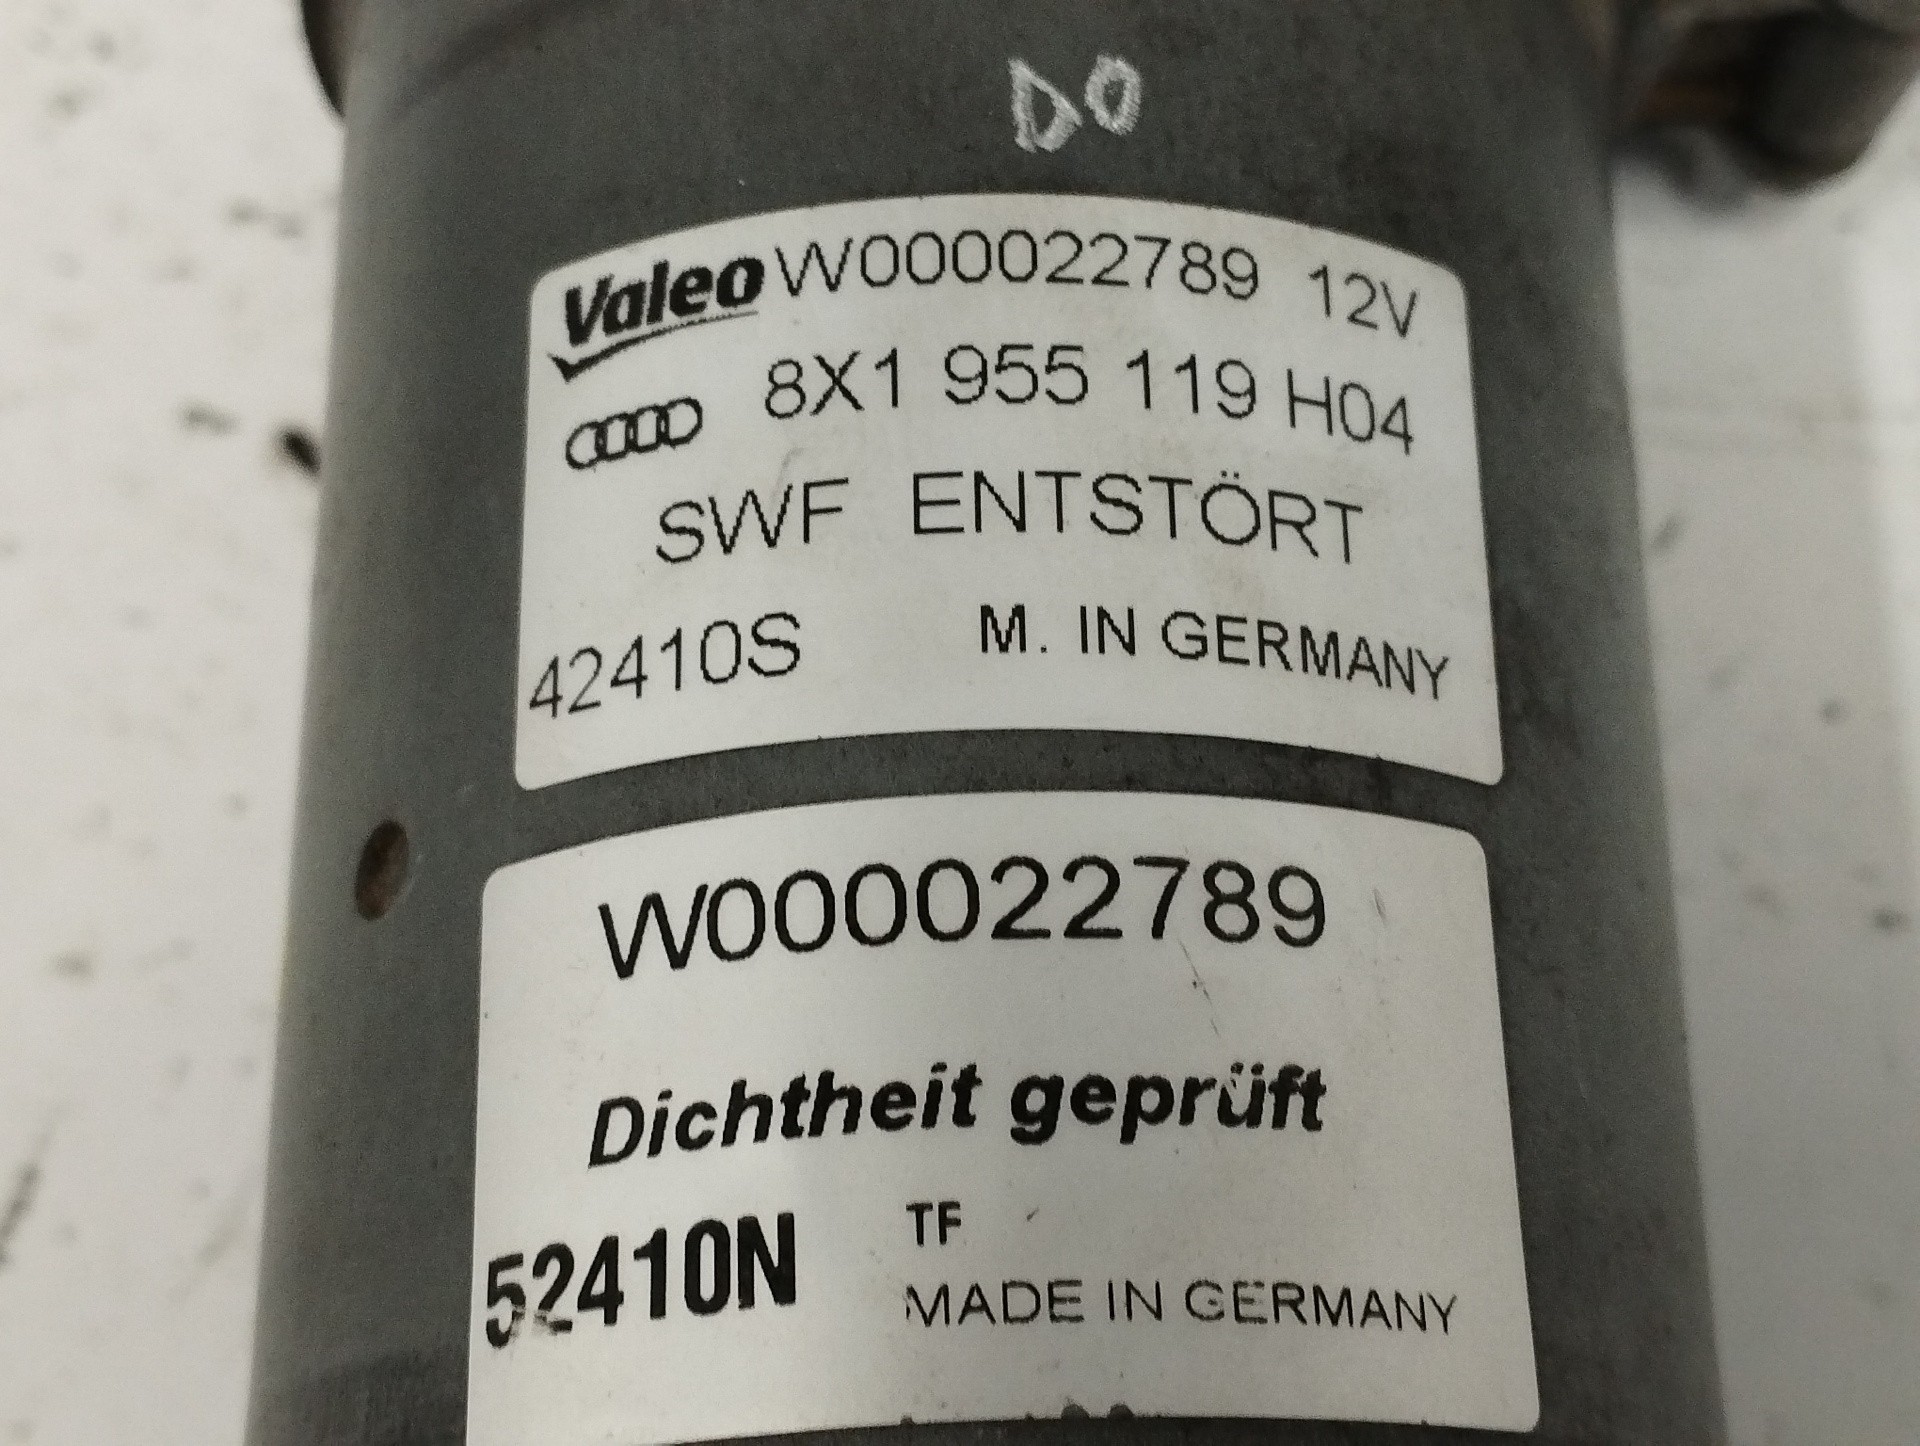 DO
Valeo W000022789 12V
8X1 955 119 H04
SWF ENTSTÖRT
42410S M. IN GERMANY
W000022789
Dichtheit geprüft
52410N TF
MADE IN GERMANY